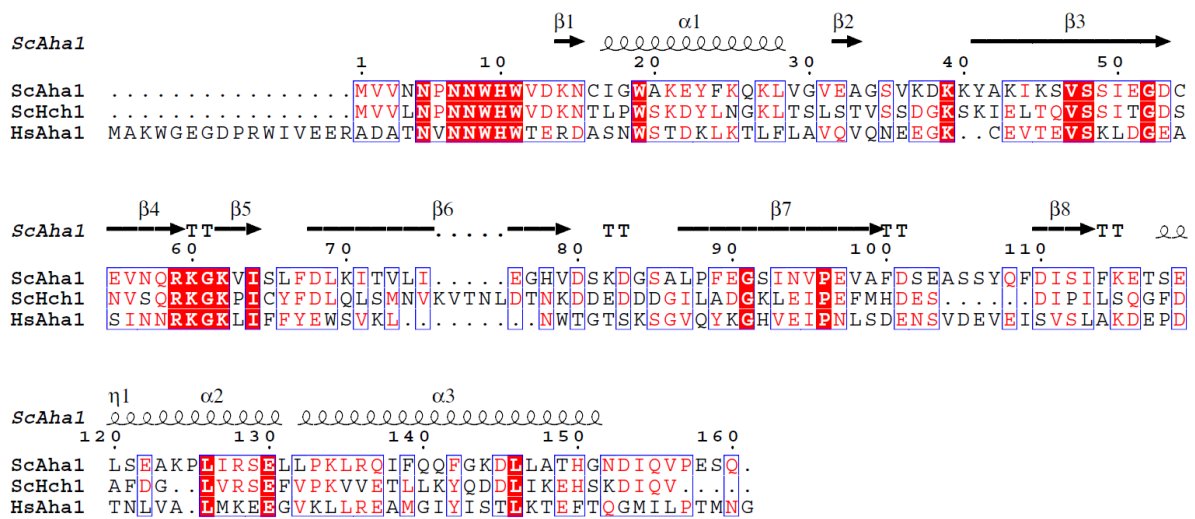 β1 α1 β2 β3
ScAha1
1 10 20 30 40 50
ScAha1 ................MVVNNPNNWHWVDKNCIGWAKEYFKQKLVGVEAGSVKDKKYAKIKSVSSIEGDC
ScHch1 ................MVVLNPNNWHWVDKNTLPWSKDYLNGKLTSLSTVSSDGKSKIELTQVSSITGDS
HsAha1 MAKWGEGDPRWIVEERADATNVNNWHWTERDASNWSTDKLKTLFLAVQVQNEEGK..CEVTEVSKLDGEA
β4 β5 β6 β7 β8
ScAha1 TT ..... TT TT TT
60 70 80 90 100 110
ScAha1 EVNQRKGKVISLFDLKITVLI.....EGHVDSKDGSALPFEGSINVPEVAFDSEASSYQFDISIFKETSE
ScHch1 NVSQRKGKPICYFDLQLSMNVKVTNLDTNKDDEDDDGILADGKLEIPEFMHDES.....DIPILSQGFD
HsAha1 SINNRKGKLIFFYEWSVKL.......NWTGTSKSGVQYKGHVEIPNLSDENSVDEVEISVSLAKDEPD
η1 α2 α3
ScAha1
120 130 140 150 160
ScAha1 LSEAKPLIRSELLPKLRQIFQQFGKDLLATHGNDIQVPESQ.
ScHch1 AFDG..LVRSEFVPKVVETLLKYQDDLIKEHSKDIQV....
HsAha1 TNLVA.LMKEEGVKLLREAMGIYISTLKTEFTQGMILPTMNG